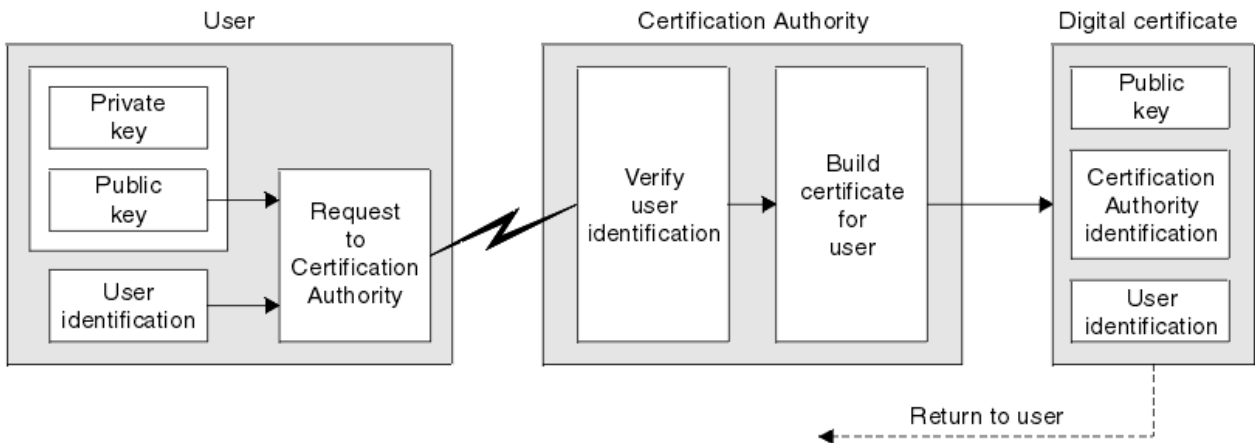 User
Private
key
Public
key
User
identification
Request
to
Certification
Authority
Certification Authority
Verify
user
identification
Build
certificate
for
user
Digital certificate
Public
key
Certification
Authority
identification
User
identification
Return to user